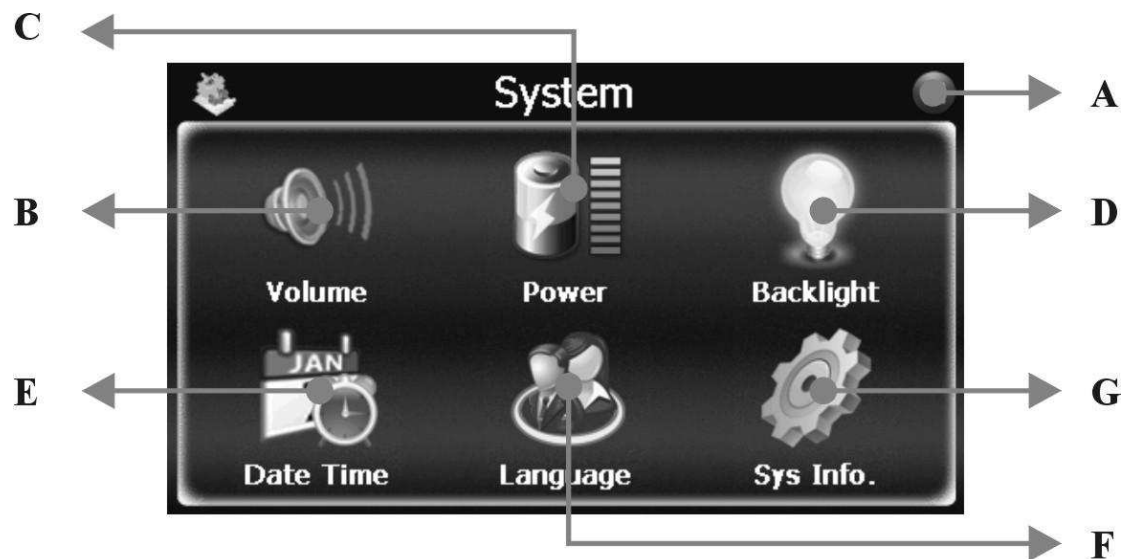 C
System
A
B
D
Volume
Power
Backlight
JAN
E
G
Date Time
Language
Sys Info.
F